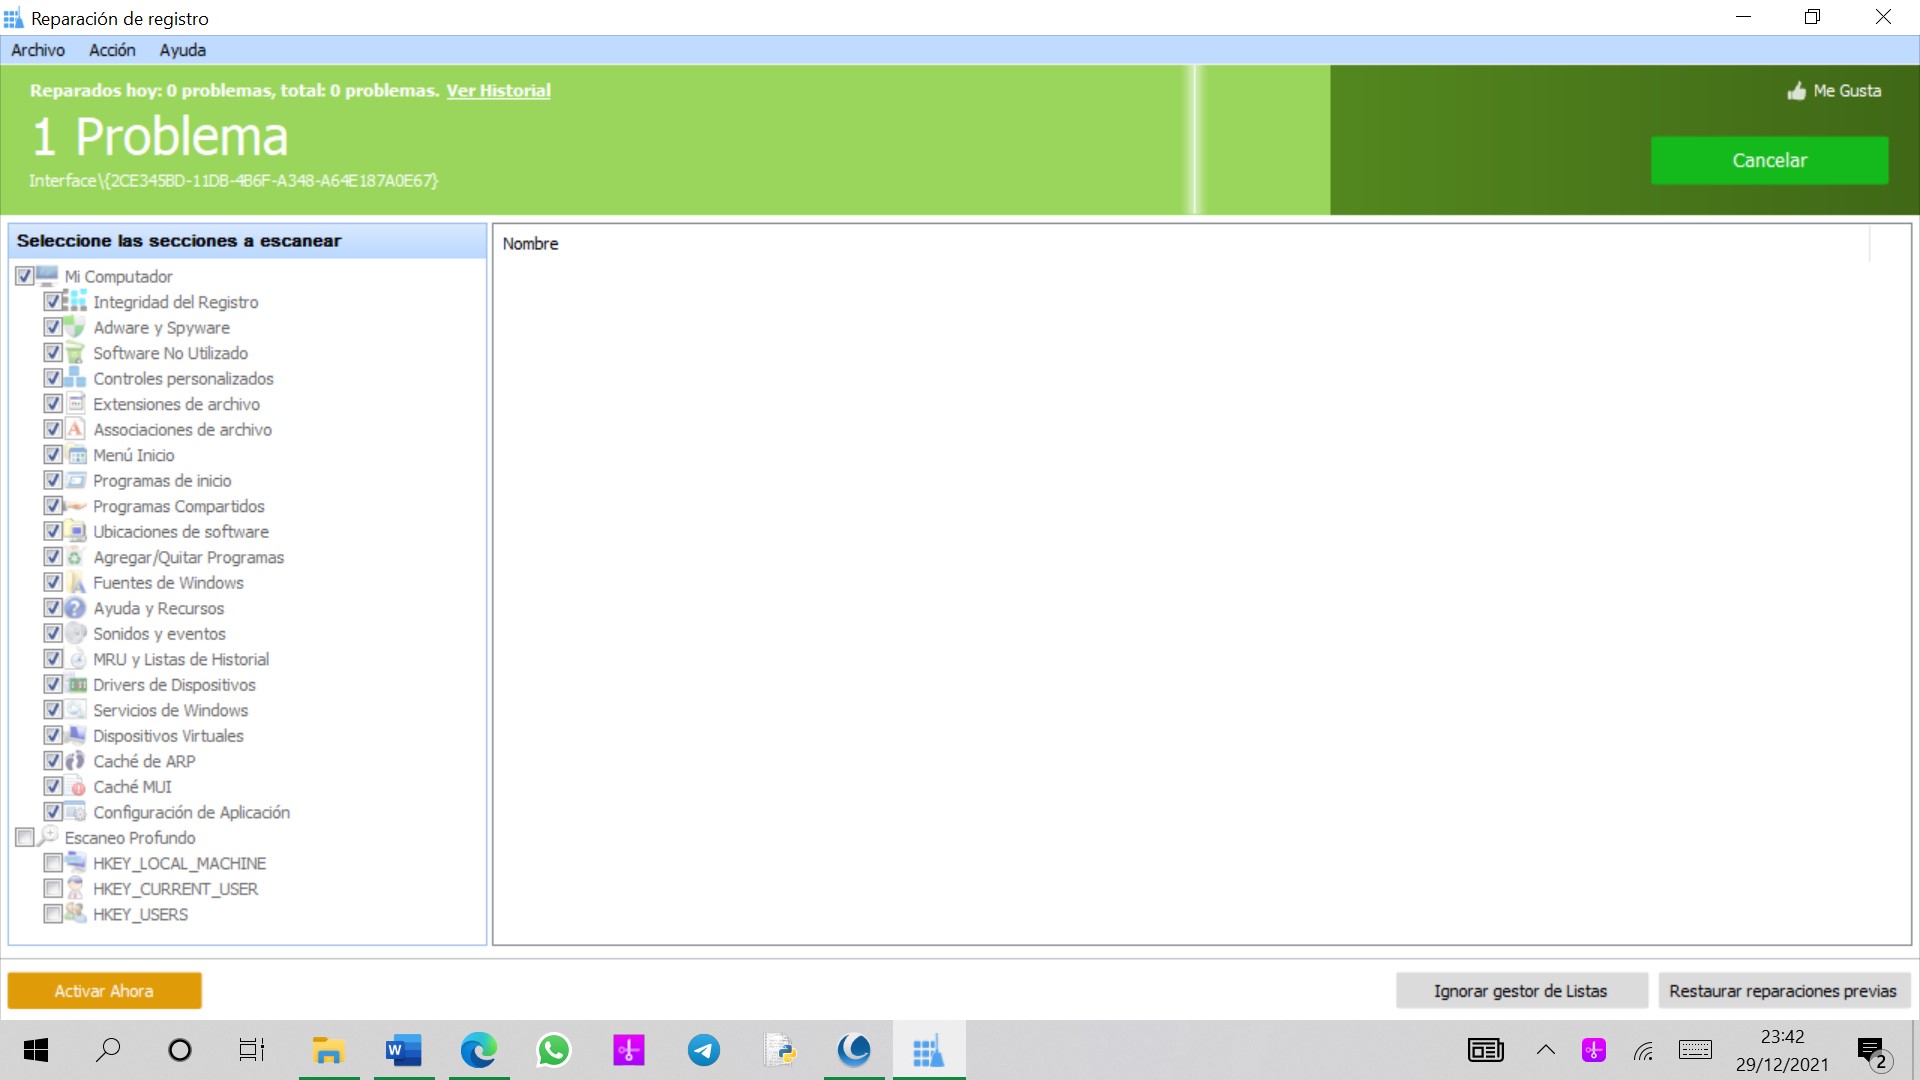 Reparación de registro
Archivo Acción Ayuda
Reparados hoy: 0 problemas, total: 0 problemas. Ver Historial
Me Gusta
1 Problema
Cancelar
Interface\{2CE345BD-11DB-4B6F-A348-A64E187A0E67}
Seleccione las secciones a escanear
Nombre
Mi Computador
Integridad del Registro
Adware y Spyware
Software No Utilizado
Controles personalizados
Extensiones de archivo
Associaciones de archivo
Menú Inicio
Programas de inicio
Programas Compartidos
Ubicaciones de software
Agregar/Quitar Programas
Fuentes de Windows
Ayuda y Recursos
Sonidos y eventos
MRU y Listas de Historial
Drivers de Dispositivos
Servicios de Windows
Dispositivos Virtuales
Caché de ARP
Caché MUI
Configuración de Aplicación
Escaneo Profundo
HKEY_LOCAL_MACHINE
HKEY_CURRENT_USER
HKEY_USERS
Activar Ahora
Ignorar gestor de Listas
Restaurar reparaciones previas
23:42
29/12/2021
2